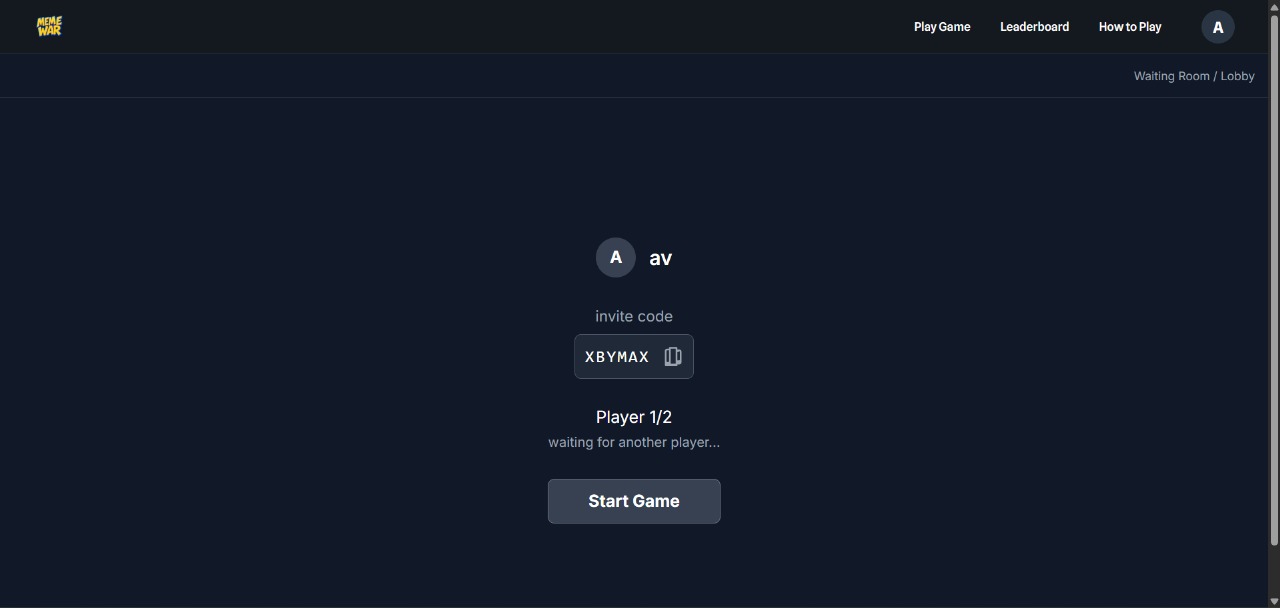 MEME WAR
Play Game
Leaderboard
How to Play
A
Waiting Room / Lobby
A
av
invite code
XBYMAX
Player 1/2
waiting for another player...
Start Game